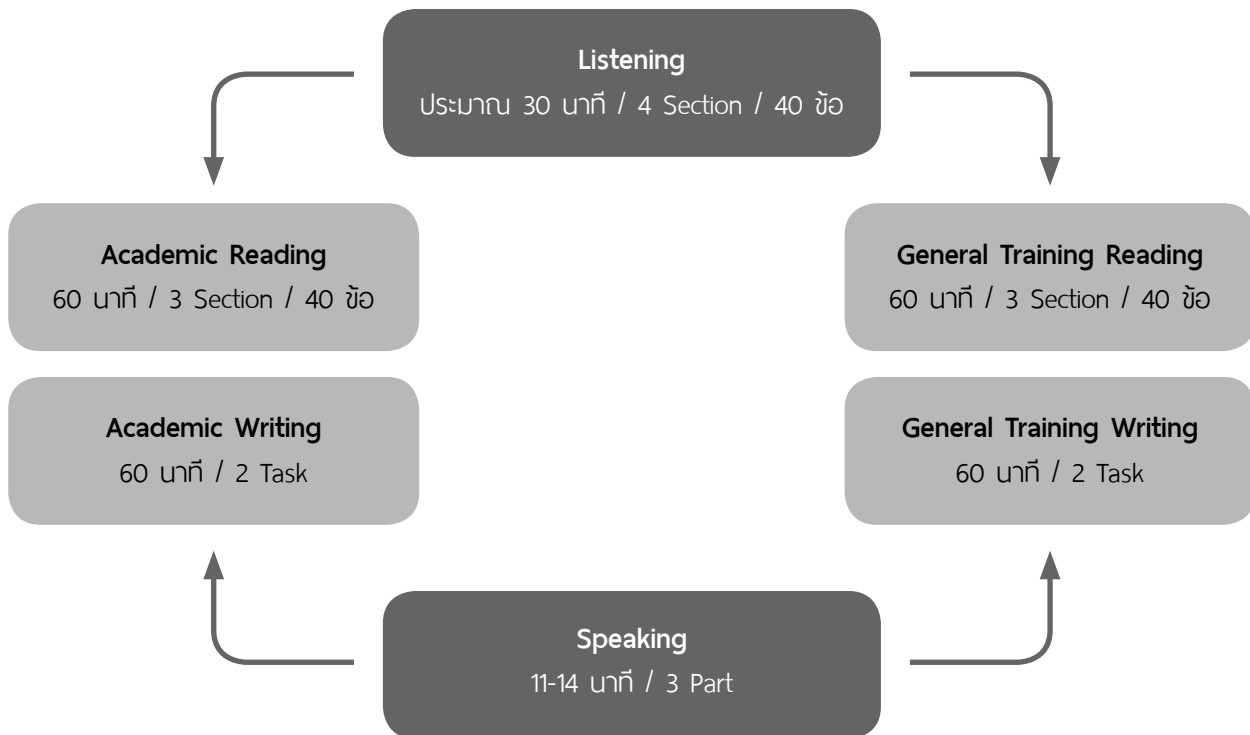 Listening
ประมาณ 30 นาที / 4 Section / 40 ข้อ
Academic Reading
60 นาที / 3 Section / 40 ข้อ
General Training Reading
60 นาที / 3 Section / 40 ข้อ
Academic Writing
60 นาที / 2 Task
General Training Writing
60 นาที / 2 Task
Speaking
11-14 นาที / 3 Part